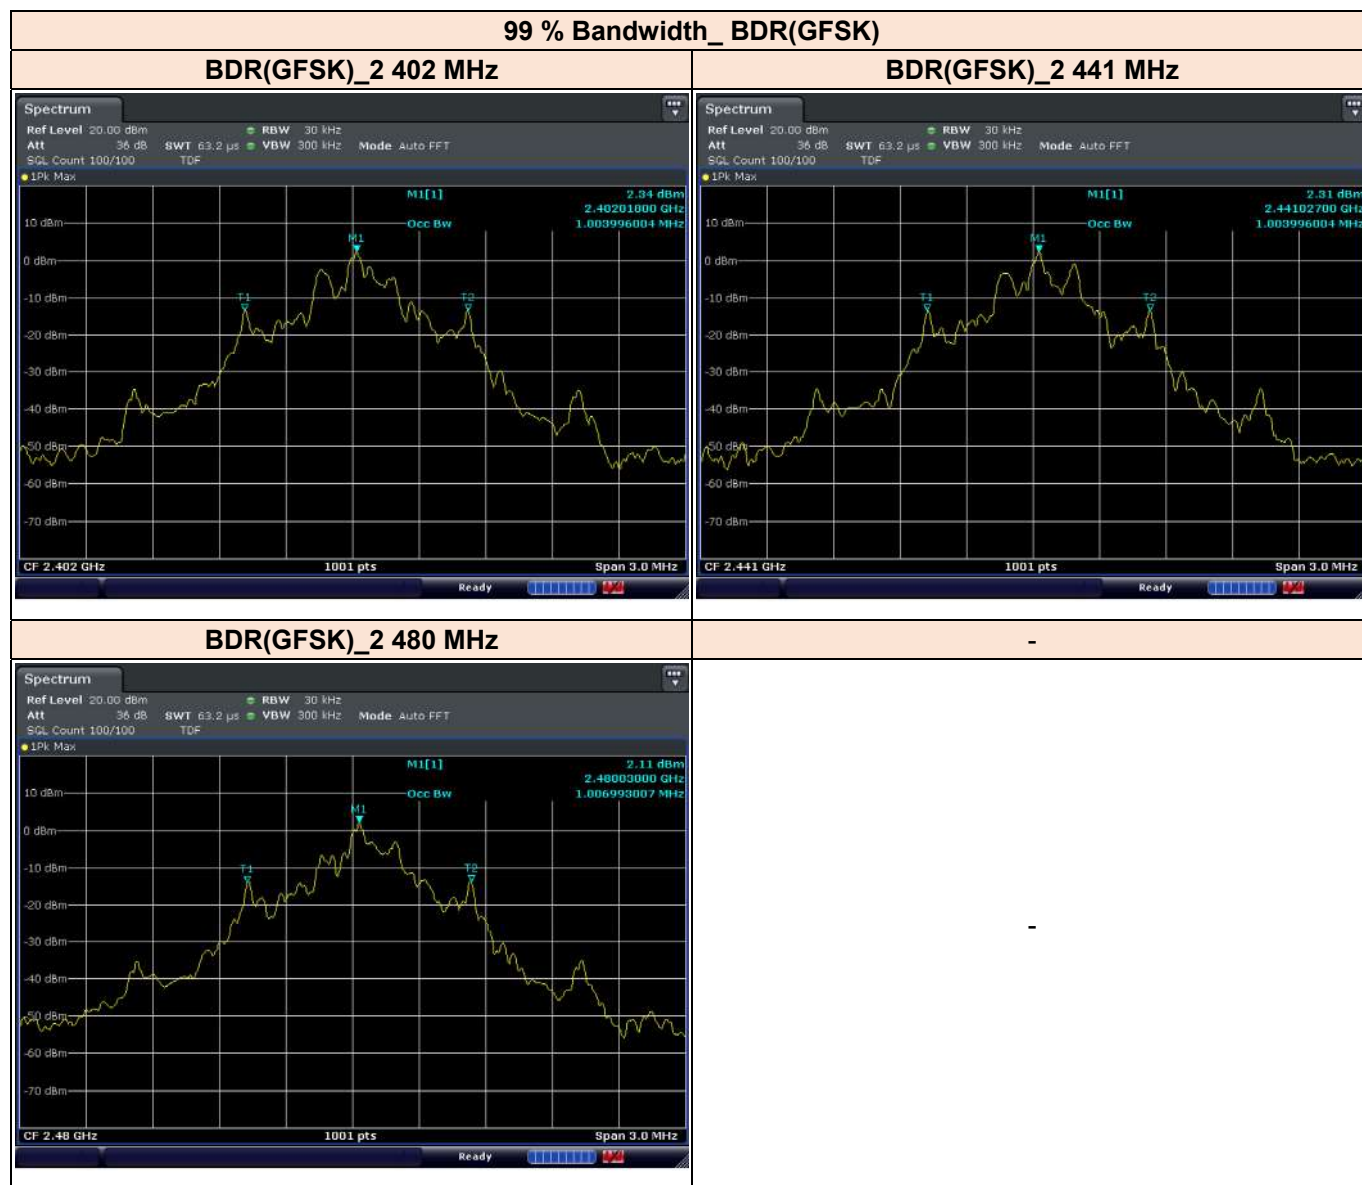 99 % Bandwidth_ BDR(GFSK)
BDR(GFSK)_2 402 MHz
Spectrum
Ref Level 20.00 dBm RBW 30 kHz
Att 36 dB SWT 63.2 µs VBW 300 kHz Mode Auto FFT
SGL Count 100/100 TDF
1Pk Max
M1[1] 2.34 dBm
2.40201000 GHz
10 dBm Occ Bw 1.003996004 MHz
M1
0 dBm
-10 dBm T1 T2
-20 dBm
-30 dBm
-40 dBm
-50 dBm
-60 dBm
-70 dBm
CF 2.402 GHz 1001 pts Span 3.0 MHz
Ready
BDR(GFSK)_2 441 MHz
Spectrum
Ref Level 20.00 dBm RBW 30 kHz
Att 36 dB SWT 63.2 µs VBW 300 kHz Mode Auto FFT
SGL Count 100/100 TDF
1Pk Max
M1[1] 2.31 dBm
2.44102700 GHz
10 dBm Occ Bw 1.003996004 MHz
M1
0 dBm
-10 dBm T1 T2
-20 dBm
-30 dBm
-40 dBm
-50 dBm
-60 dBm
-70 dBm
CF 2.441 GHz 1001 pts Span 3.0 MHz
Ready
BDR(GFSK)_2 480 MHz
Spectrum
Ref Level 20.00 dBm RBW 30 kHz
Att 36 dB SWT 63.2 µs VBW 300 kHz Mode Auto FFT
SGL Count 100/100 TDF
1Pk Max
M1[1] 2.11 dBm
2.48003000 GHz
10 dBm Occ Bw 1.006993007 MHz
M1
0 dBm
-10 dBm T1 T2
-20 dBm
-30 dBm
-40 dBm
-50 dBm
-60 dBm
-70 dBm
CF 2.48 GHz 1001 pts Span 3.0 MHz
Ready
-
-